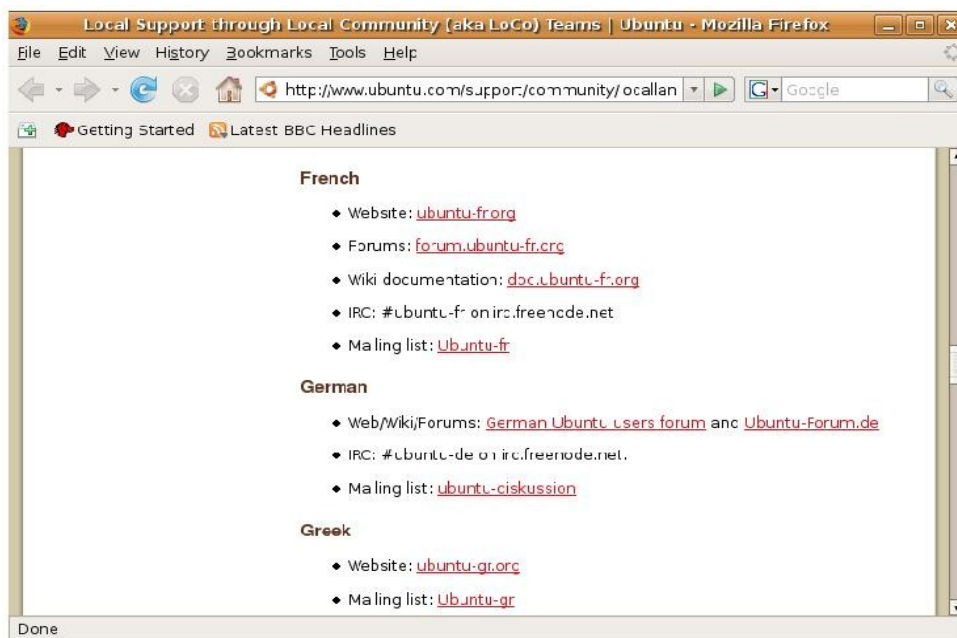 Local Support through Local Community (aka LoCo) Teams | Ubuntu - Mozilla Firefox
File Edit View History Bookmarks Tools Help
http://www.ubuntu.com/support/community/locallan G Google
Getting Started Latest BBC Headlines
French
Website: ubuntu-fr.org
Forums: forum.ubuntu-fr.org
Wiki documentation: doc.ubuntu-fr.org
IRC: #ubuntu-fr on irc.freenode.net
Mailing list: Ubuntu-fr
German
Web/Wiki/Forums: German Ubuntu users forum and Ubuntu-Forum.de
IRC: #ubuntu-de on irc.freenode.net.
Mailing list: ubuntu-diskussion
Greek
Website: ubuntu-gr.org
Mailing list: Ubuntu-gr
Done